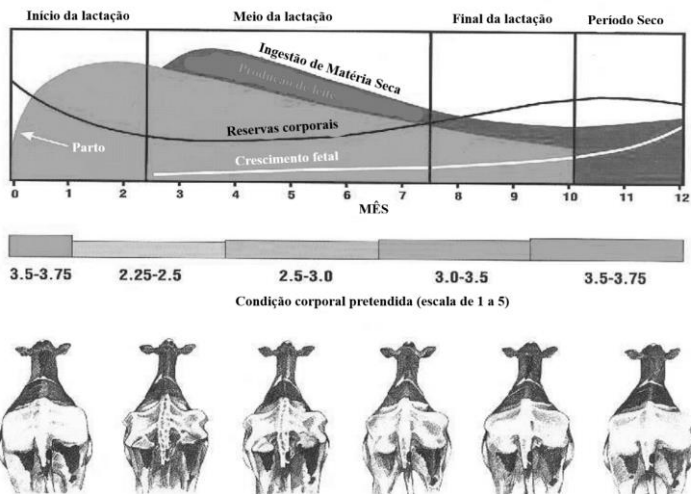 Início da lactação
Meio da lactação
Final da lactação
Período Seco
Ingestão de Matéria Seca
Produção de leite
Reservas corporais
Parto
Crescimento fetal
0 1 2 3 4 5 6 7 8 9 10 11 12
MÊS
3.5-3.75 2.25-2.5 2.5-3.0 3.0-3.5 3.5-3.75
Condição corporal pretendida (escala de 1 a 5)